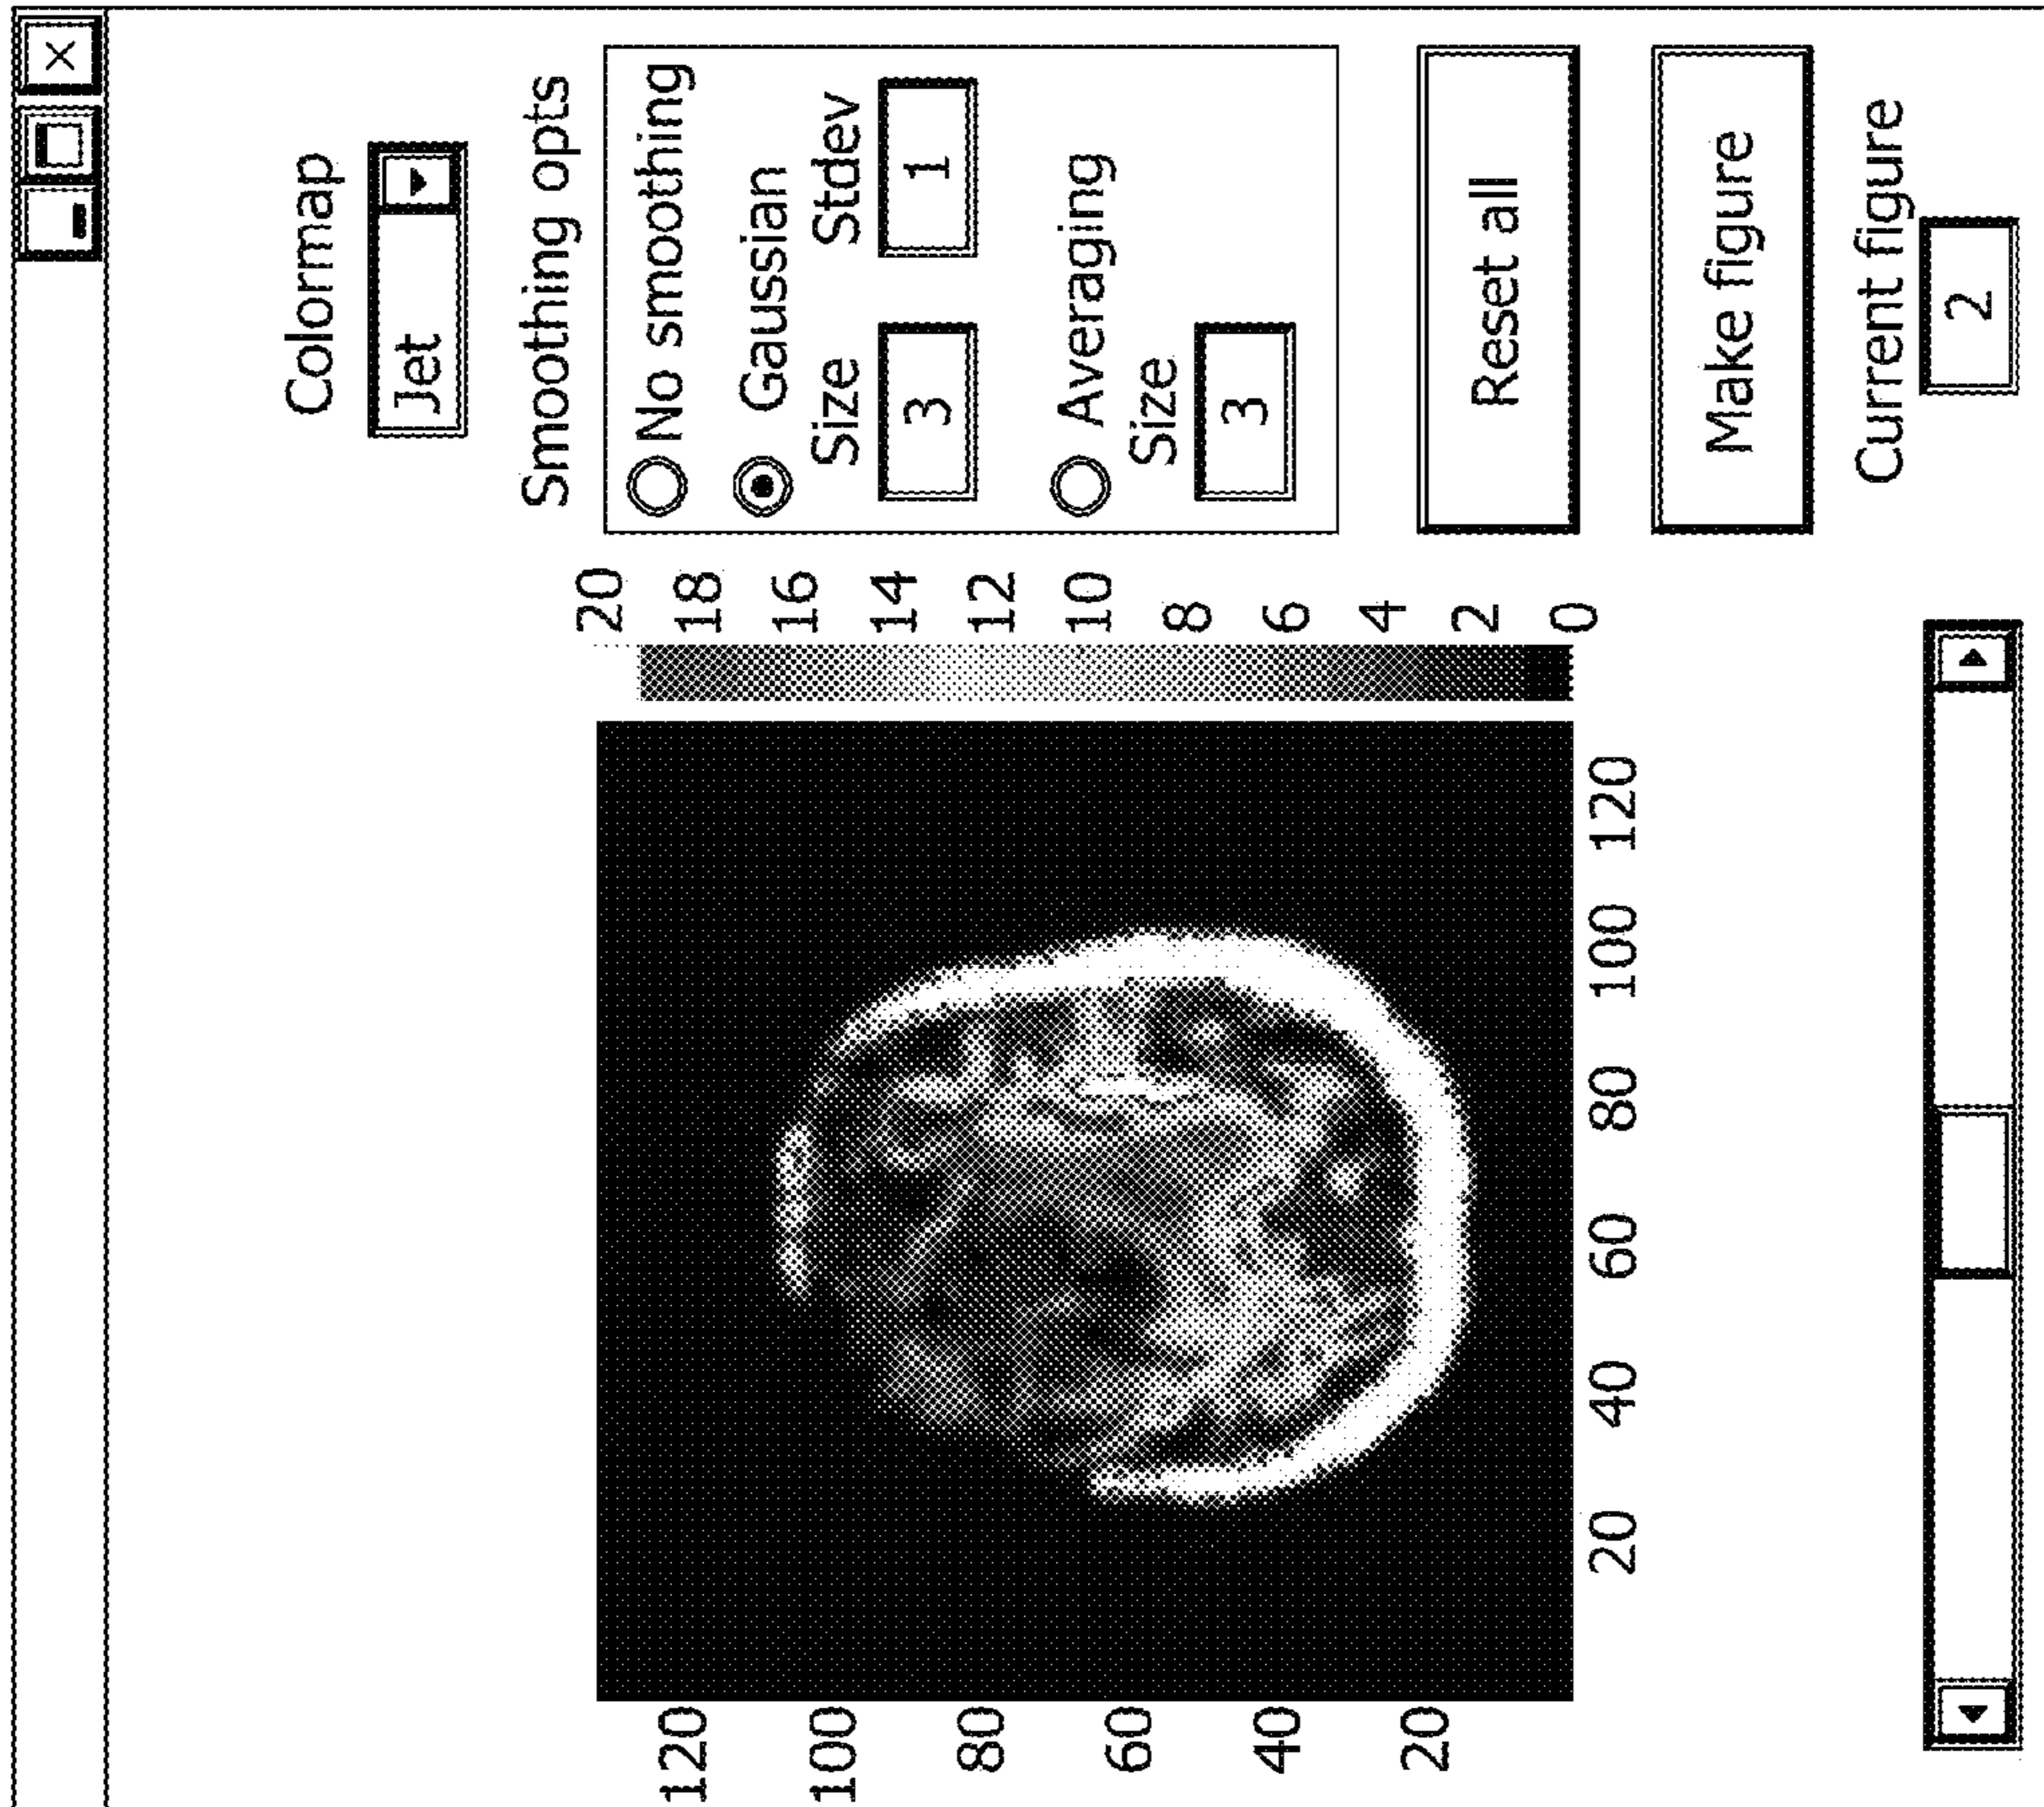 Colormap
Jet
Smoothing opts
No smoothing
Gaussian
Size Stdev
3 1
Averaging
Size
3
Reset all
Make figure
Current figure
2
20
18
16
14
12
10
8
6
4
2
0
120
100
80
60
40
20
20 40 60 80 100 120